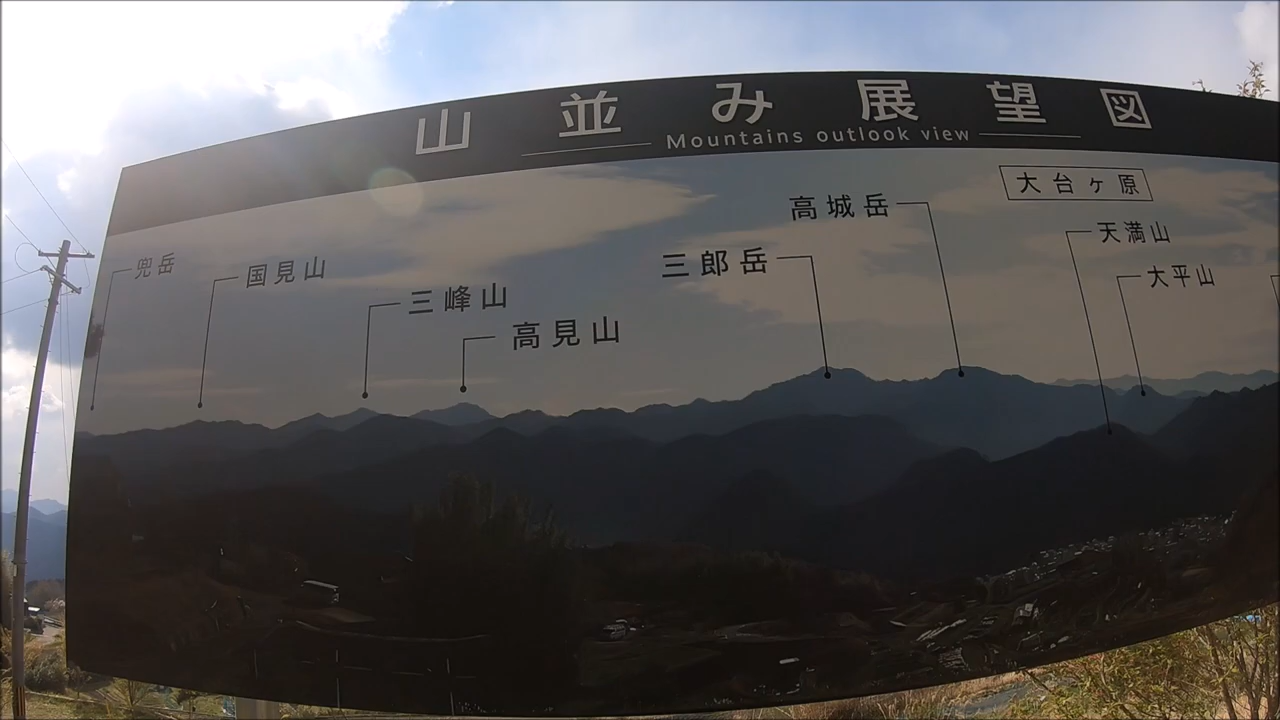 山並み展望図
Mountains outlook view
兜岳
国見山
三峰山
高見山
三郎岳
高城岳
大台ヶ原
天満山
大平山